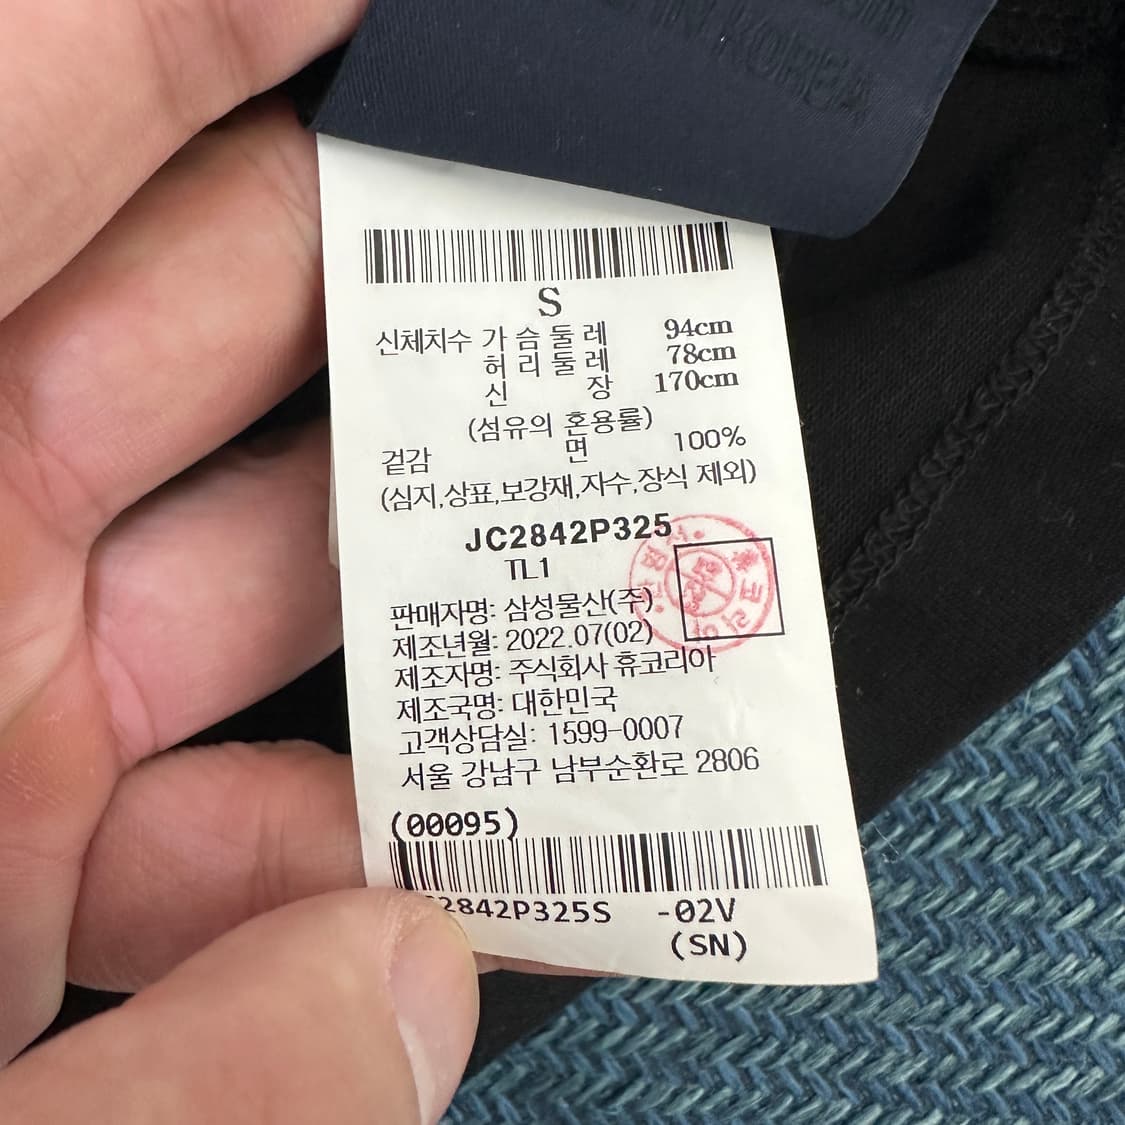 IN KOREA
S
신체치수 가슴둘레 94cm
허리둘레 78cm
신 장 170cm
(섬유의 혼용률)
겉감 면 100%
(심지,상표,보강재,자수,장식 제외)
JC2842P325
TL1
판매자명: 삼성물산(주)
제조년월: 2022.07(02)
제조자명: 주식회사 휴코리아
제조국명: 대한민국
고객상담실: 1599-0007
서울 강남구 남부순환로 2806
(00095)
2842P325S -02V
(SN)